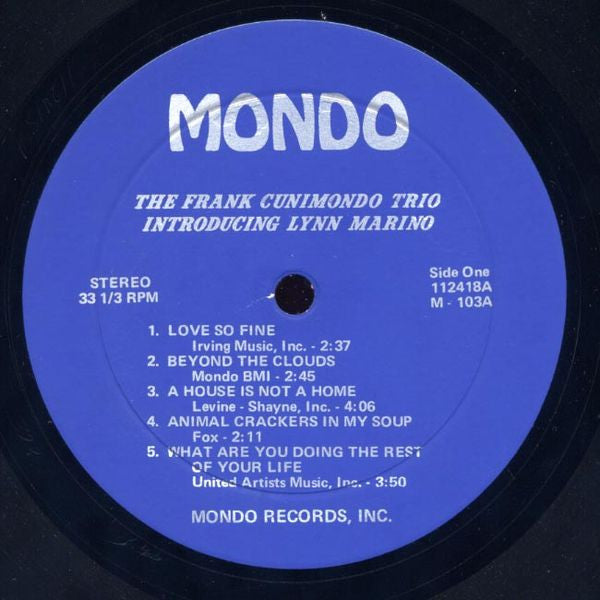 MONDO
THE FRANK CUNIMONDO TRIO
INTRODUCING LYNN MARINO
STEREO
33 1/3 RPM
Side One
112418A
M - 103A
1. LOVE SO FINE
Irving Music, Inc. - 2:37
2. BEYOND THE CLOUDS
Mondo BMI - 2:45
3. A HOUSE IS NOT A HOME
Levine - Shayne, Inc. - 4:06
4. ANIMAL CRACKERS IN MY SOUP
Fox - 2:11
5. WHAT ARE YOU DOING THE REST
OF YOUR LIFE
United Artists Music, Inc. - 3:50
MONDO RECORDS, INC.